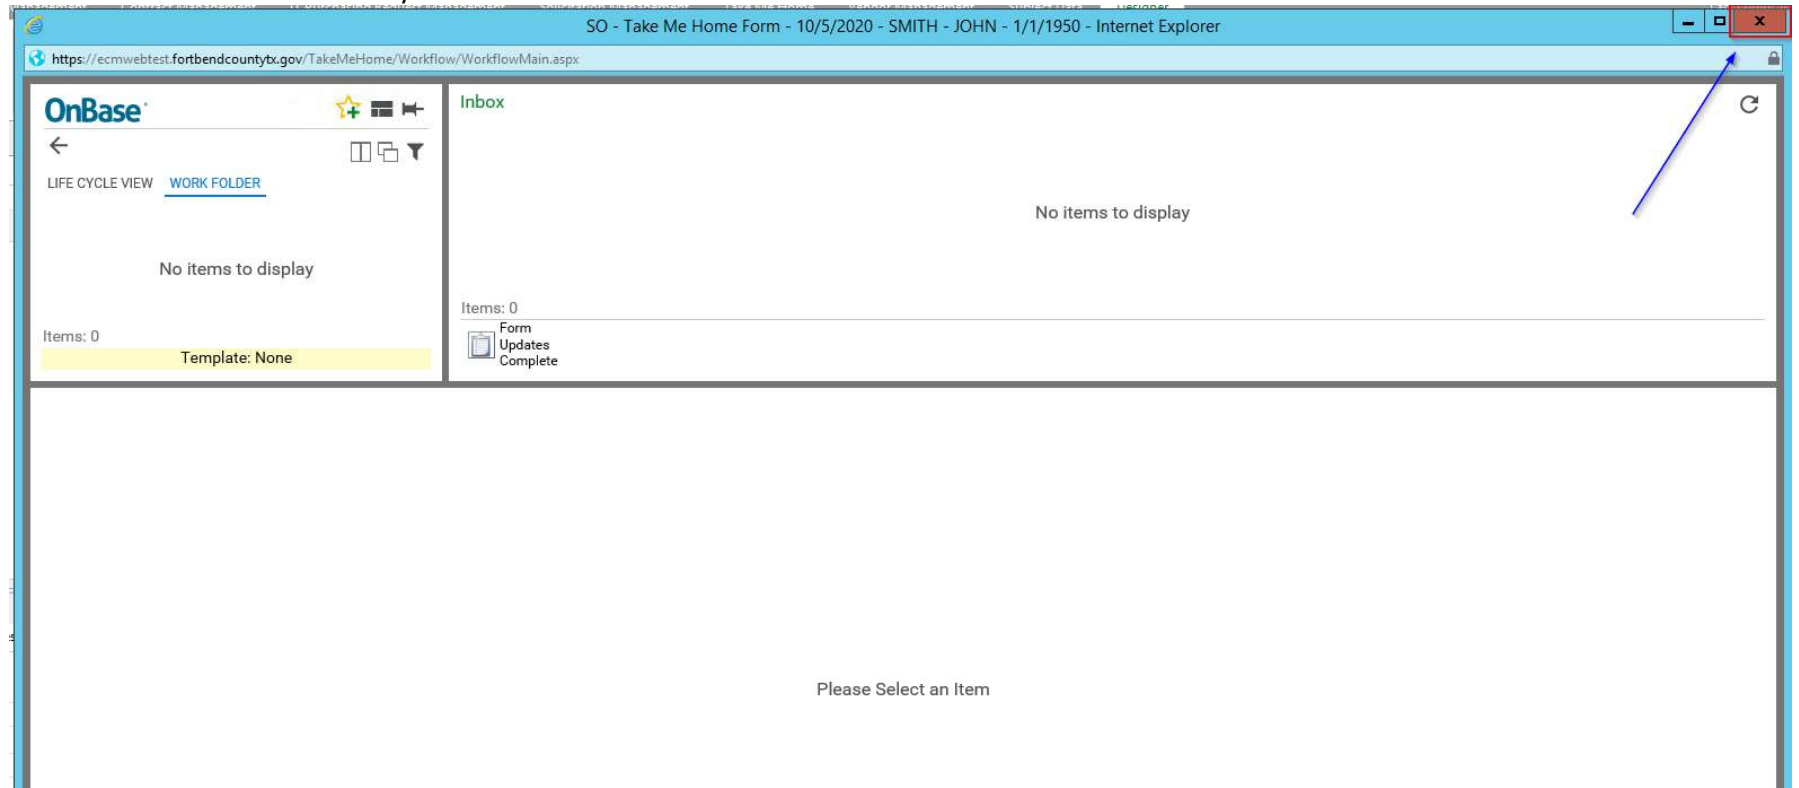 SO - Take Me Home Form - 10/5/2020 - SMITH - JOHN - 1/1/1950 - Internet Explorer
https://ecmwebtest.fortbendcountytx.gov/TakeMeHome/Workflow/WorkflowMain.aspx
OnBase
LIFE CYCLE VIEW WORK FOLDER
No items to display
Items: 0
Template: None
Inbox
No items to display
Items: 0
Form
Updates
Complete
Please Select an Item